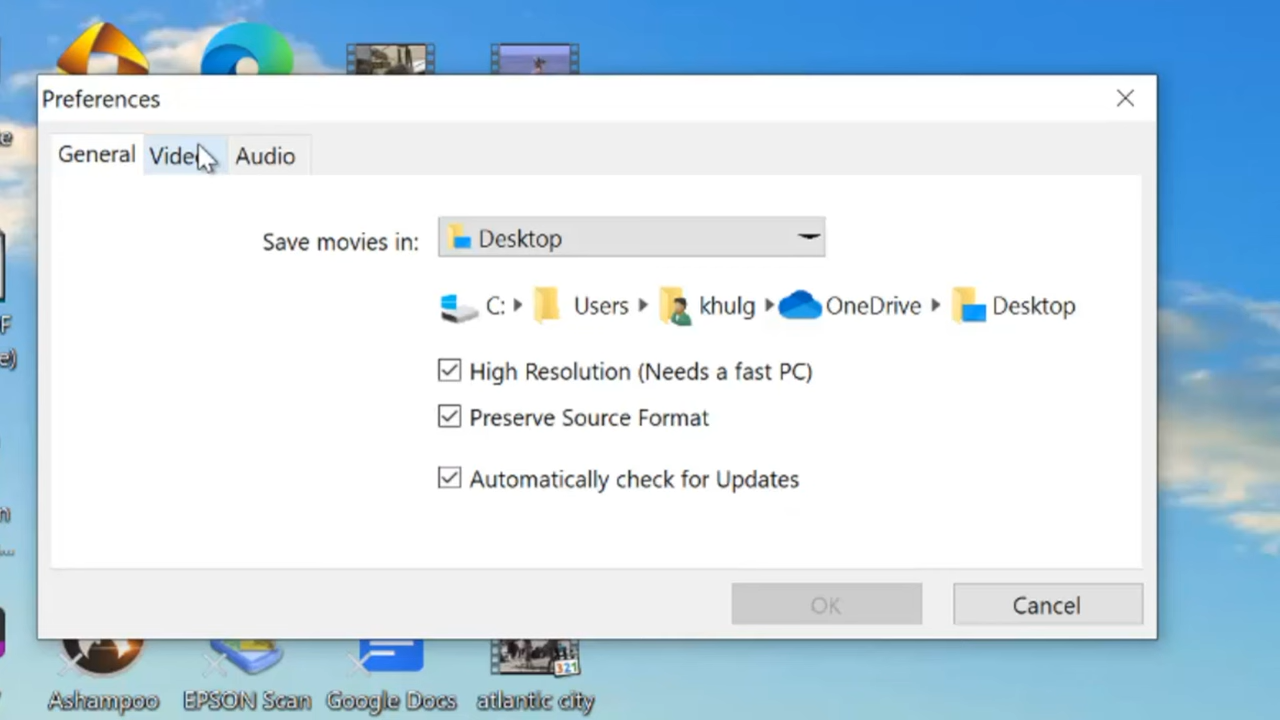 Preferences
General Video Audio
Save movies in: Desktop
C: Users khulg OneDrive Desktop
High Resolution (Needs a fast PC)
Preserve Source Format
Automatically check for Updates
OK Cancel
Ashampoo EPSON Scan Google Docs atlantic city